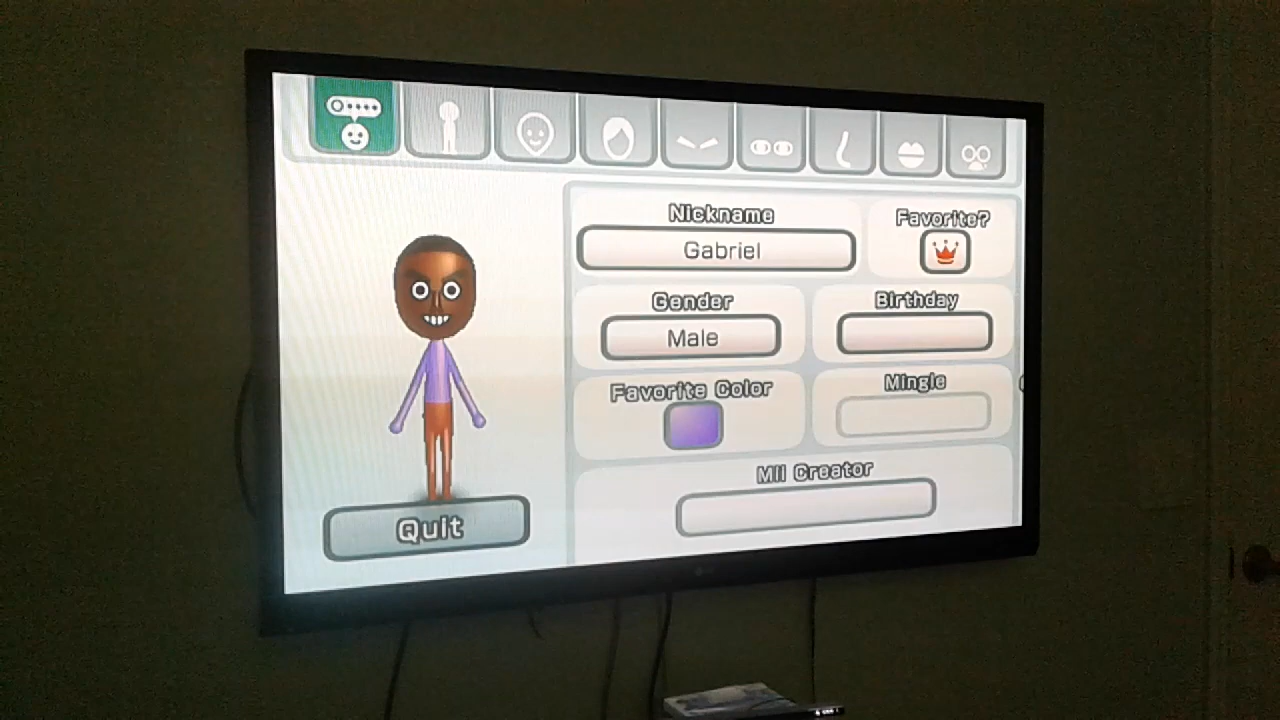 Nickname
Gabriel
Favorite?
Gender
Male
Birthday
Favorite Color
Mingle
Mii Creator
Quit